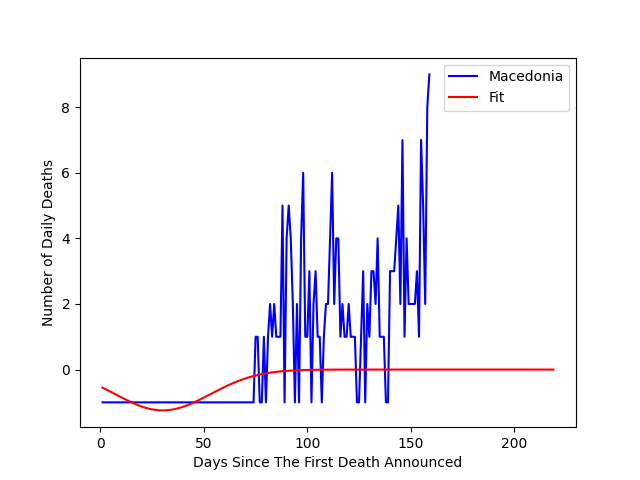 Macedonia
Fit
Number of Daily Deaths
8
6
4
2
0
0
50
100
150
200
Days Since The First Death Announced